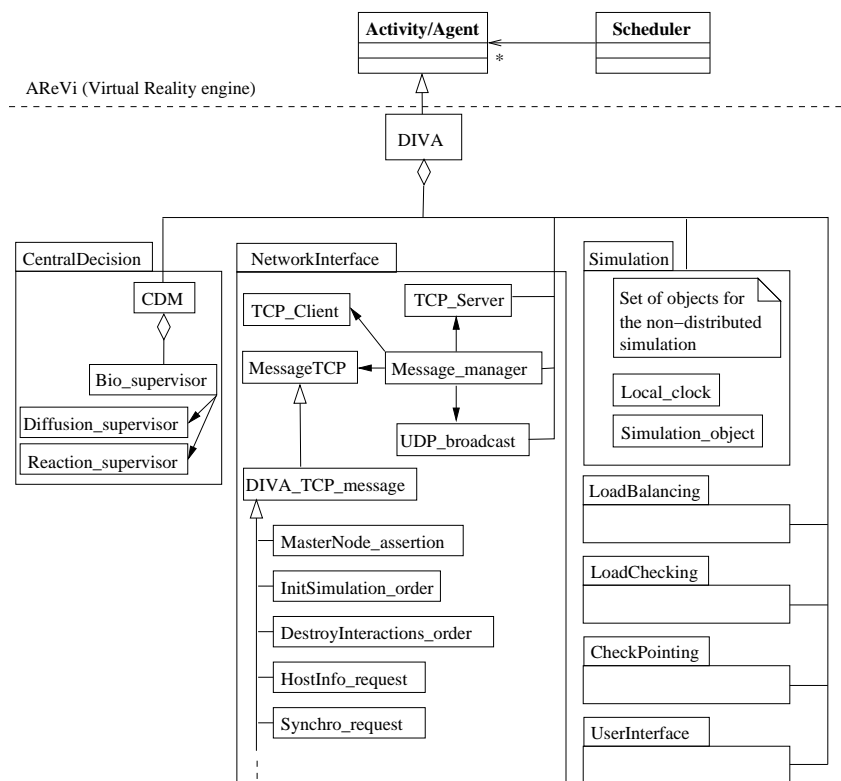 Activity/Agent
Scheduler
*
AReVi (Virtual Reality engine)
DIVA
CentralDecision
CDM
Bio_supervisor
Diffusion_supervisor
Reaction_supervisor
NetworkInterface
TCP_Client
TCP_Server
MessageTCP
Message_manager
UDP_broadcast
DIVA_TCP_message
MasterNode_assertion
InitSimulation_order
DestroyInteractions_order
HostInfo_request
Synchro_request
Simulation
Set of objects for
the non−distributed
simulation
Local_clock
Simulation_object
LoadBalancing
LoadChecking
CheckPointing
UserInterface